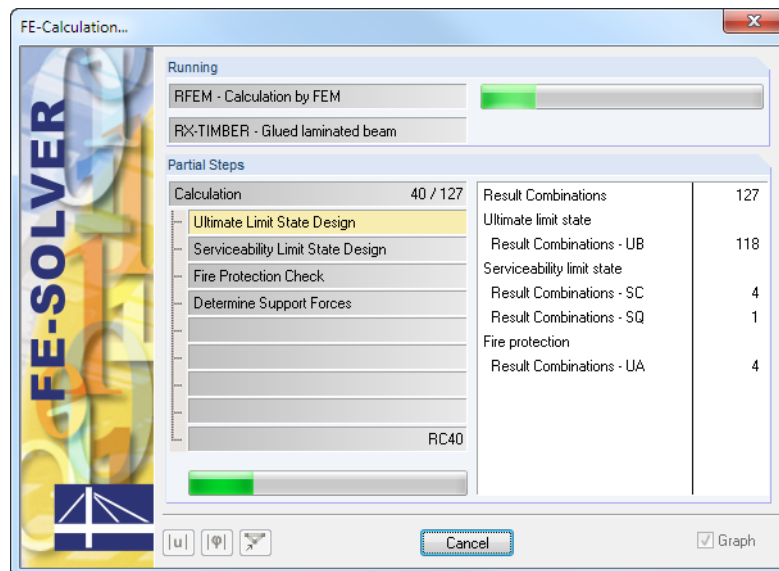 FE-Calculation...
FE-SOLVER
Running
RFEM - Calculation by FEM
RX-TIMBER - Glued laminated beam
Partial Steps
Calculation 40 / 127
Ultimate Limit State Design
Serviceability Limit State Design
Fire Protection Check
Determine Support Forces
RC40
Result Combinations 127
Ultimate limit state
Result Combinations - UB 118
Serviceability limit state
Result Combinations - SC 4
Result Combinations - SQ 1
Fire protection
Result Combinations - UA 4
|u| |φ|
Cancel
Graph